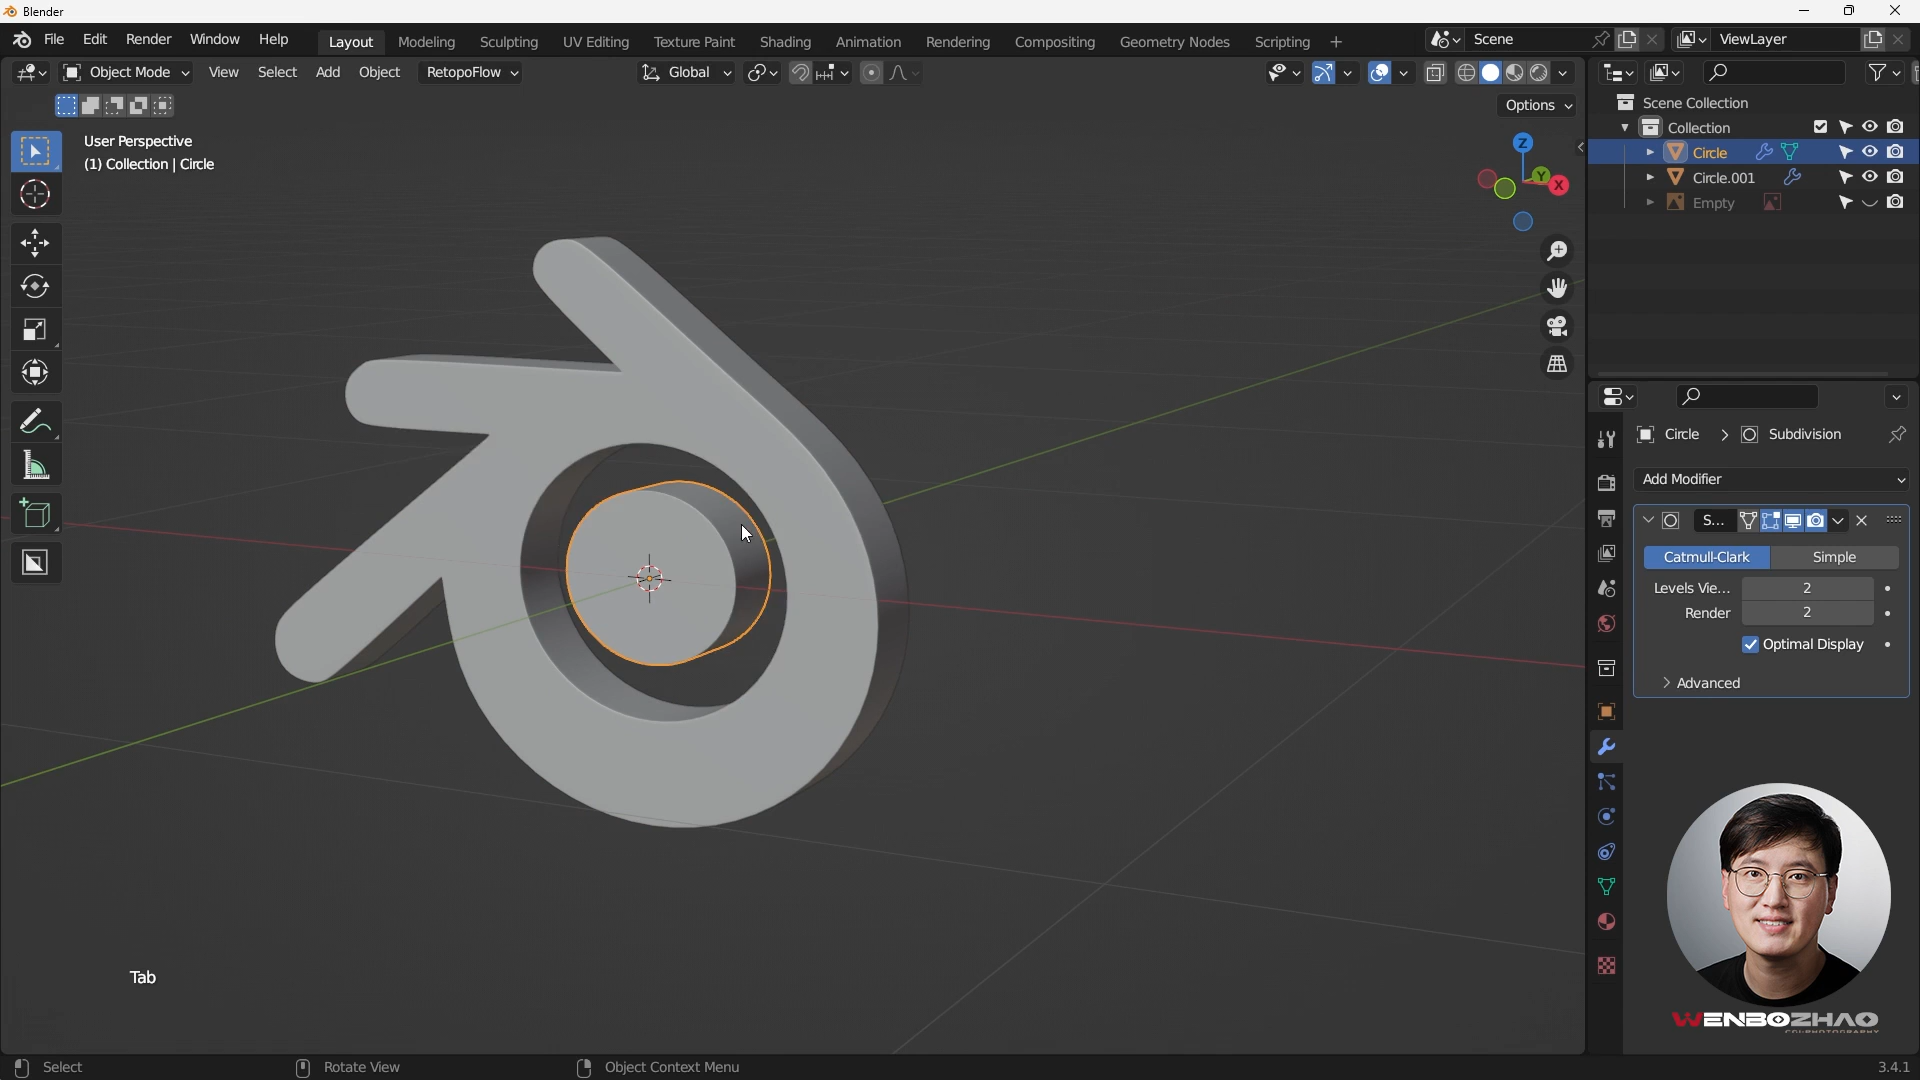 Blender
File Edit Render Window Help Layout Modeling Sculpting UV Editing Texture Paint Shading Animation Rendering Compositing Geometry Nodes Scripting + Scene ViewLayer
Object Mode View Select Add Object RetopoFlow Global
Options
User Perspective
(1) Collection | Circle
Z
Y
X
Scene Collection
Collection
Circle
Circle.001
Empty
Circle > Subdivision
Add Modifier
S...
Catmull-Clark Simple
Levels Vie... 2
Render 2
Optimal Display
Advanced
Tab
WENBOZHAO
Select Rotate View Object Context Menu 3.4.1